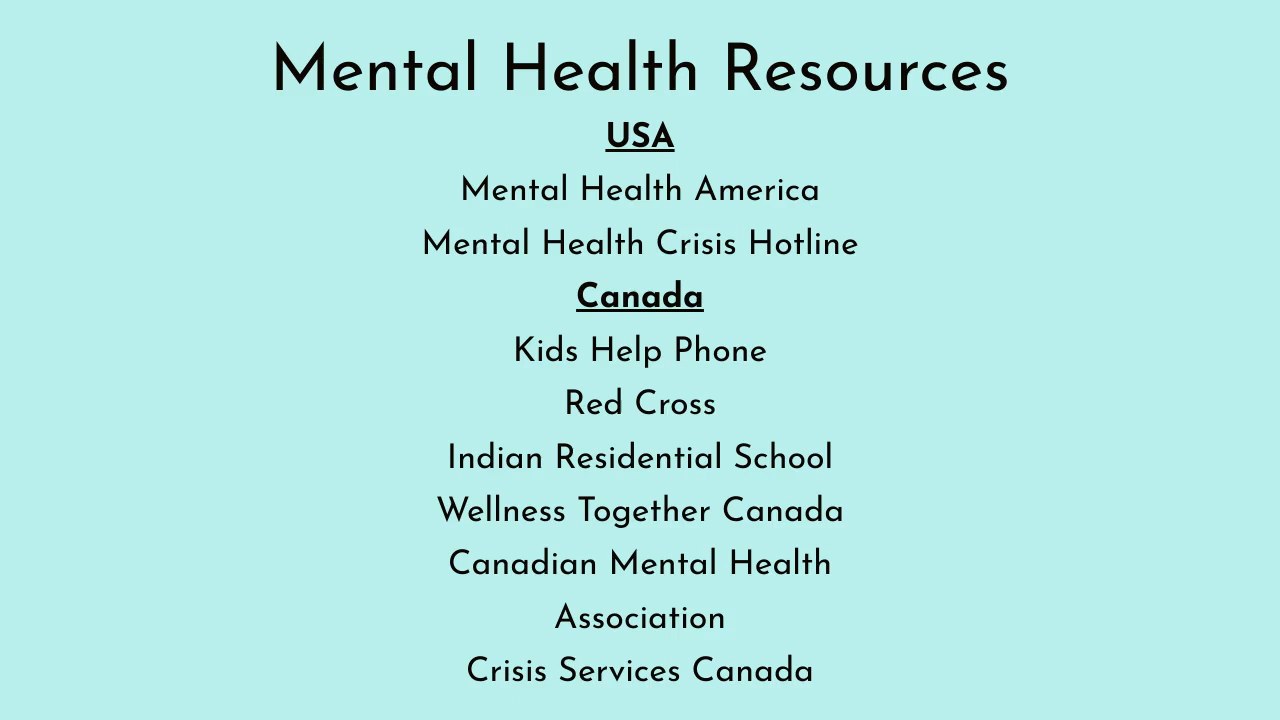 Mental Health Resources
USA
Mental Health America
Mental Health Crisis Hotline
Canada
Kids Help Phone
Red Cross
Indian Residential School
Wellness Together Canada
Canadian Mental Health
Association
Crisis Services Canada